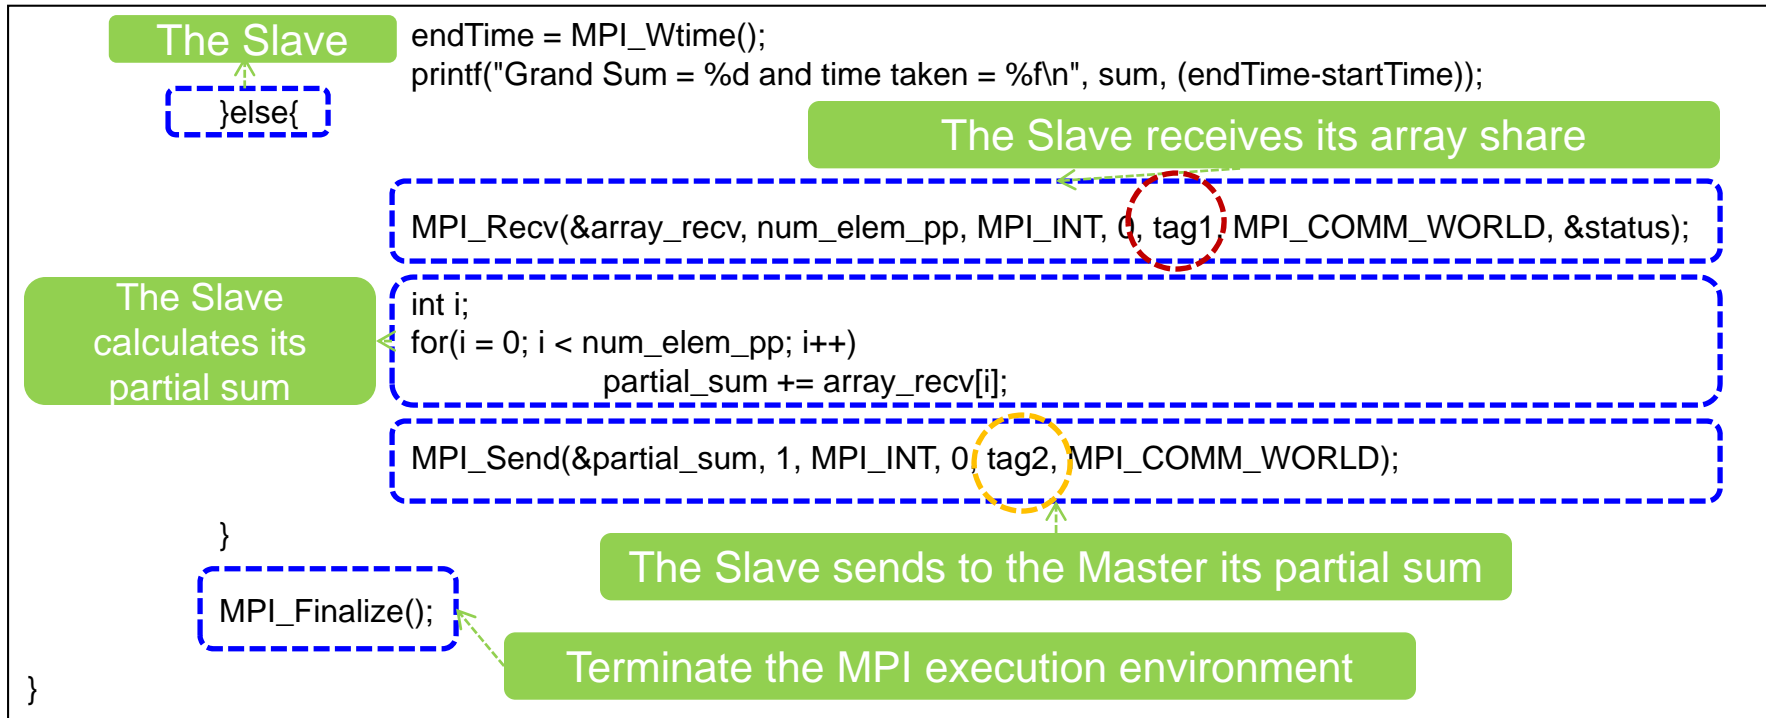 The Slave
endTime = MPI_Wtime();
printf("Grand Sum = %d and time taken = %f\n", sum, (endTime-startTime));
}else{
The Slave receives its array share
MPI_Recv(&array_recv, num_elem_pp, MPI_INT, 0, tag1, MPI_COMM_WORLD, &status);
The Slave
calculates its
partial sum
int i;
for(i = 0; i < num_elem_pp; i++)
partial_sum += array_recv[i];
MPI_Send(&partial_sum, 1, MPI_INT, 0, tag2, MPI_COMM_WORLD);
}
The Slave sends to the Master its partial sum
MPI_Finalize();
Terminate the MPI execution environment
}